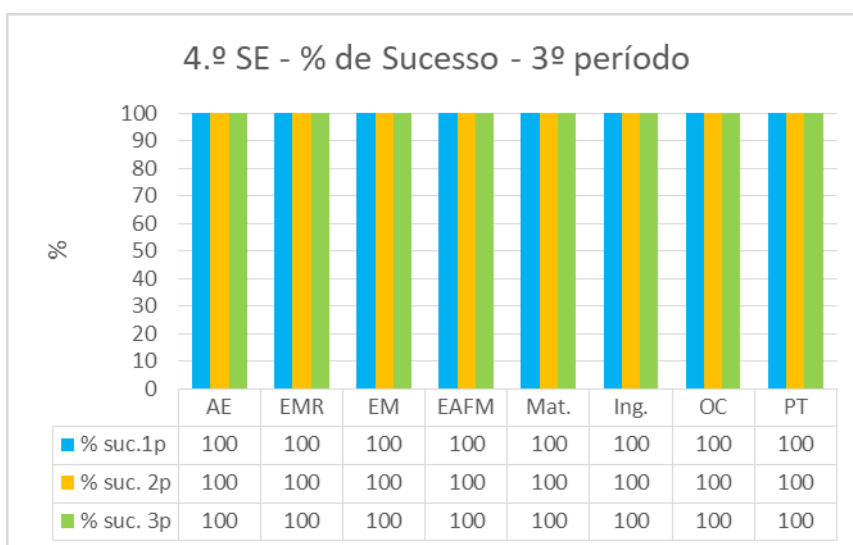 4.º SE - % de Sucesso - 3º período
100
90
80
70
60
50
40
30
20
10
0
%
AE EMR EM EAFM Mat. Ing. OC PT
% suc.1p 100 100 100 100 100 100 100 100
% suc. 2p 100 100 100 100 100 100 100 100
% suc. 3p 100 100 100 100 100 100 100 100